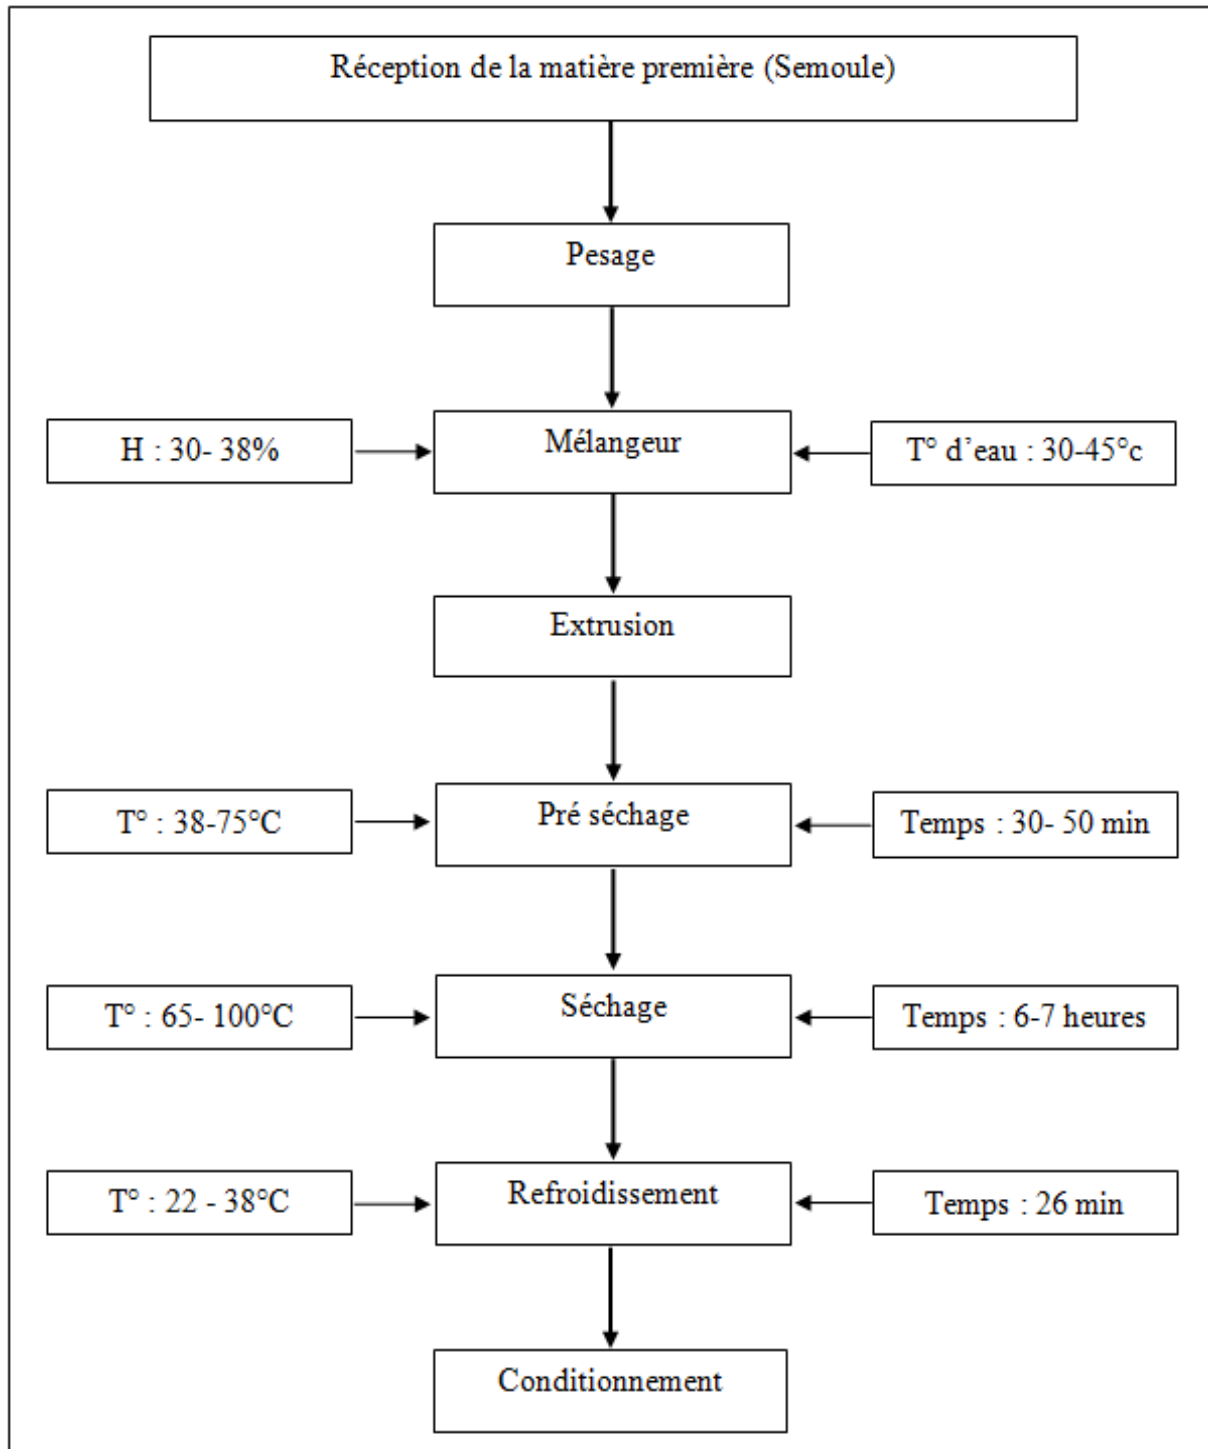 Réception de la matière première (Semoule)
Pesage
H : 30- 38%
Mélangeur
T° d’eau : 30-45°c
Extrusion
T° : 38-75°C
Pré séchage
Temps : 30- 50 min
T° : 65- 100°C
Séchage
Temps : 6-7 heures
T° : 22 - 38°C
Refroidissement
Temps : 26 min
Conditionnement